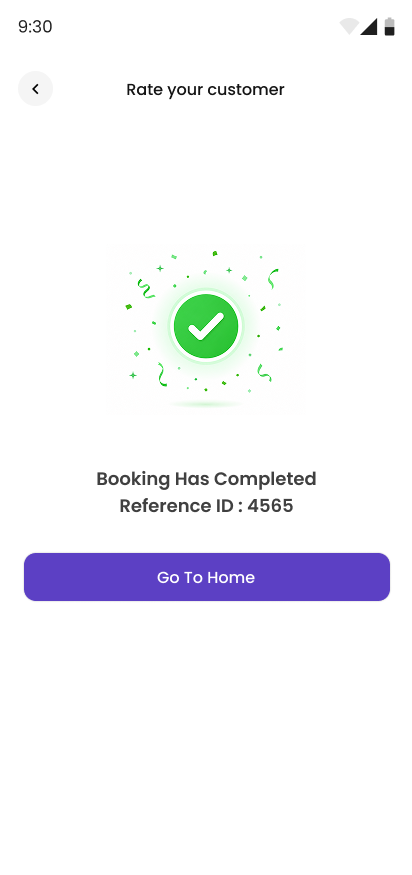 9:30
Rate your customer
Booking Has Completed
Reference ID : 4565
Go To Home